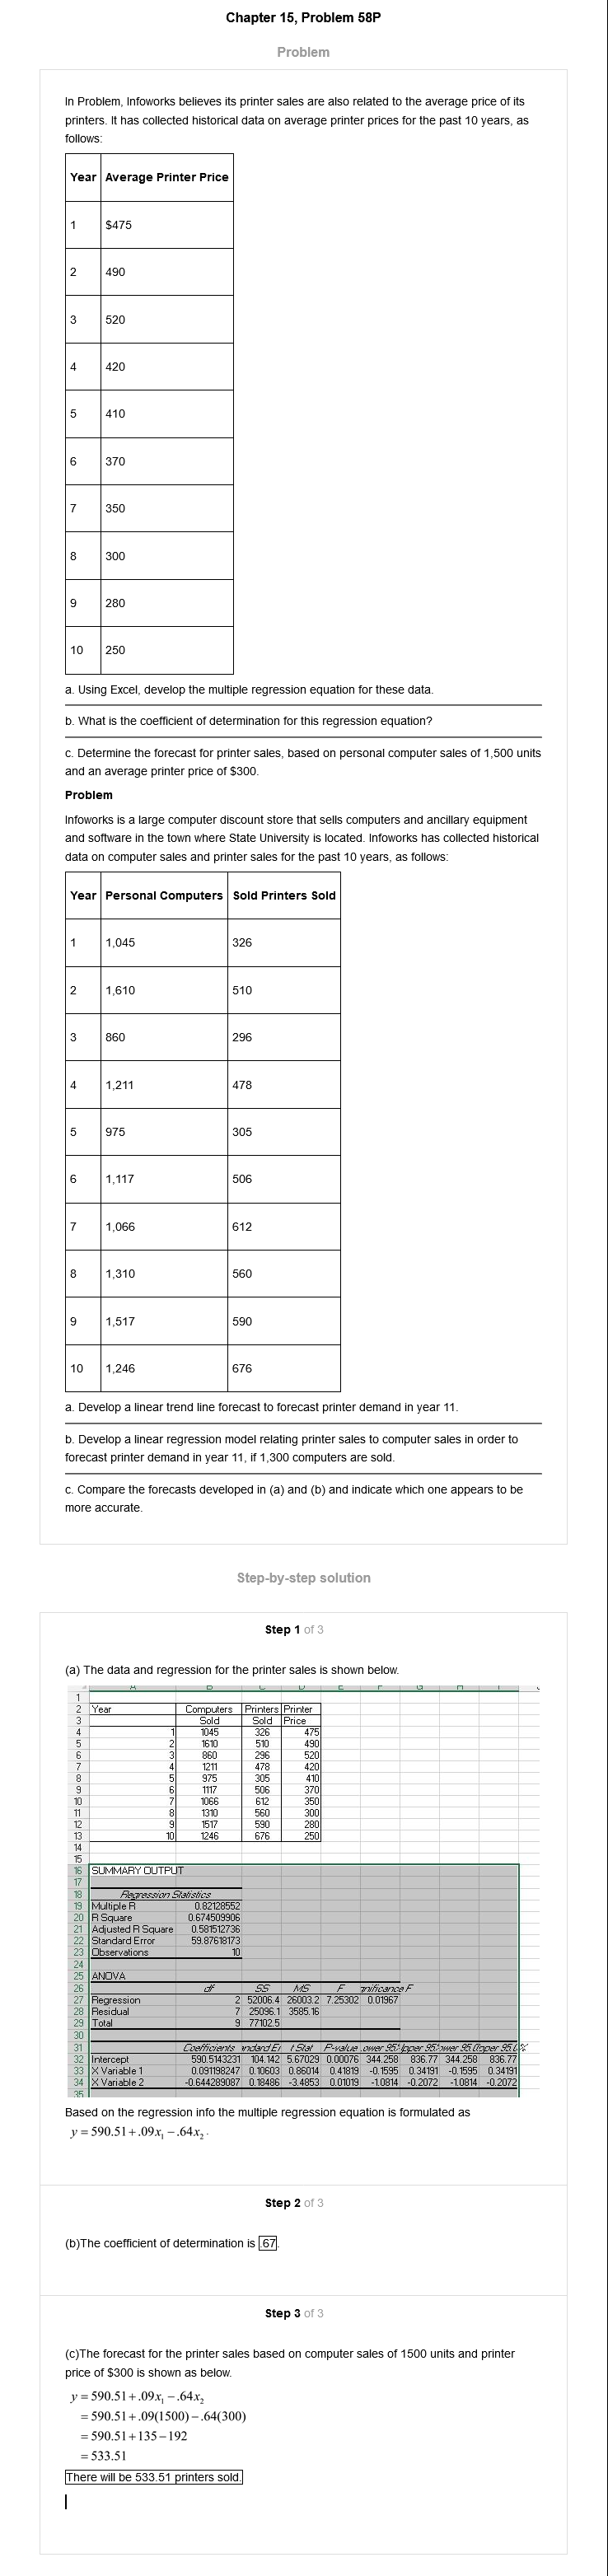 Chapter 15, Problem 58P
Problem
In Problem, Infoworks believes its printer sales are also related to the average price of its
printers. It has collected historical data on average printer prices for the past 10 years, as
follows:
Year Average Printer Price
1 $475
2 490
3 520
4 420
5 410
6 370
7 350
8 300
9 280
10 250
a. Using Excel, develop the multiple regression equation for these data.
b. What is the coefficient of determination for this regression equation?
c. Determine the forecast for printer sales, based on personal computer sales of 1,500 units
and an average printer price of $300.
Problem
Infoworks is a large computer discount store that sells computers and ancillary equipment
and software in the town where State University is located. Infoworks has collected historical
data on computer sales and printer sales for the past 10 years, as follows:
Year Personal Computers Sold Printers Sold
1 1,045 326
2 1,610 510
3 860 296
4 1,211 478
5 975 305
6 1,117 506
7 1,066 612
8 1,310 560
9 1,517 590
10 1,246 676
a. Develop a linear trend line forecast to forecast printer demand in year 11.
b. Develop a linear regression model relating printer sales to computer sales in order to
forecast printer demand in year 11, if 1,300 computers are sold.
c. Compare the forecasts developed in (a) and (b) and indicate which one appears to be
more accurate.
Step-by-step solution
Step 1 of 3
(a) The data and regression for the printer sales is shown below.
1
2 Year Computers Printers Printer
3 Sold Sold Price
4 1 1045 326 475
5 2 1610 510 490
6 3 860 296 520
7 4 1211 478 420
8 5 975 305 410
9 6 1117 506 370
10 7 1066 612 350
11 8 1310 560 300
12 9 1517 590 280
13 10 1246 676 250
14
15
16 SUMMARY OUTPUT
17
18 Regression Statistics
19 Multiple R 0.82128552
20 R Square 0.674509906
21 Adjusted R Square 0.581512736
22 Standard Error 59.87618173
23 Observations 10
24
25 ANOVA
26 df SS MS F gnificance F
27 Regression 2 52006.4 26003.2 7.25302 0.01967
28 Residual 7 25096.1 3585.16
29 Total 9 77102.5
30
31 Coefficients andard Er t Stat P-value ower 95% pper 95% ower 95.0 pper 95.0%
32 Intercept 590.5143231 104.142 5.67029 0.00076 344.258 836.77 344.258 836.77
33 X Variable 1 0.091198247 0.10603 0.86014 0.41819 -0.1595 0.34191 -0.1595 0.34191
34 X Variable 2 -0.644289087 0.18486 -3.4853 0.01019 -1.0814 -0.2072 -1.0814 -0.2072
35
Based on the regression info the multiple regression equation is formulated as
y = 590.51+.09x₁ −.64x₂.
Step 2 of 3
(b)The coefficient of determination is .67.
Step 3 of 3
(c)The forecast for the printer sales based on computer sales of 1500 units and printer
price of $300 is shown as below.
y = 590.51+.09x₁ −.64x₂
= 590.51+.09(1500)−.64(300)
= 590.51+135−192
= 533.51
There will be 533.51 printers sold.